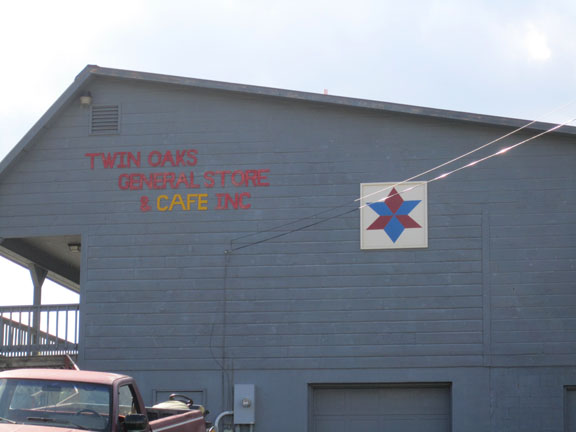 TWIN OAKS
GENERAL STORE
& CAFE INC